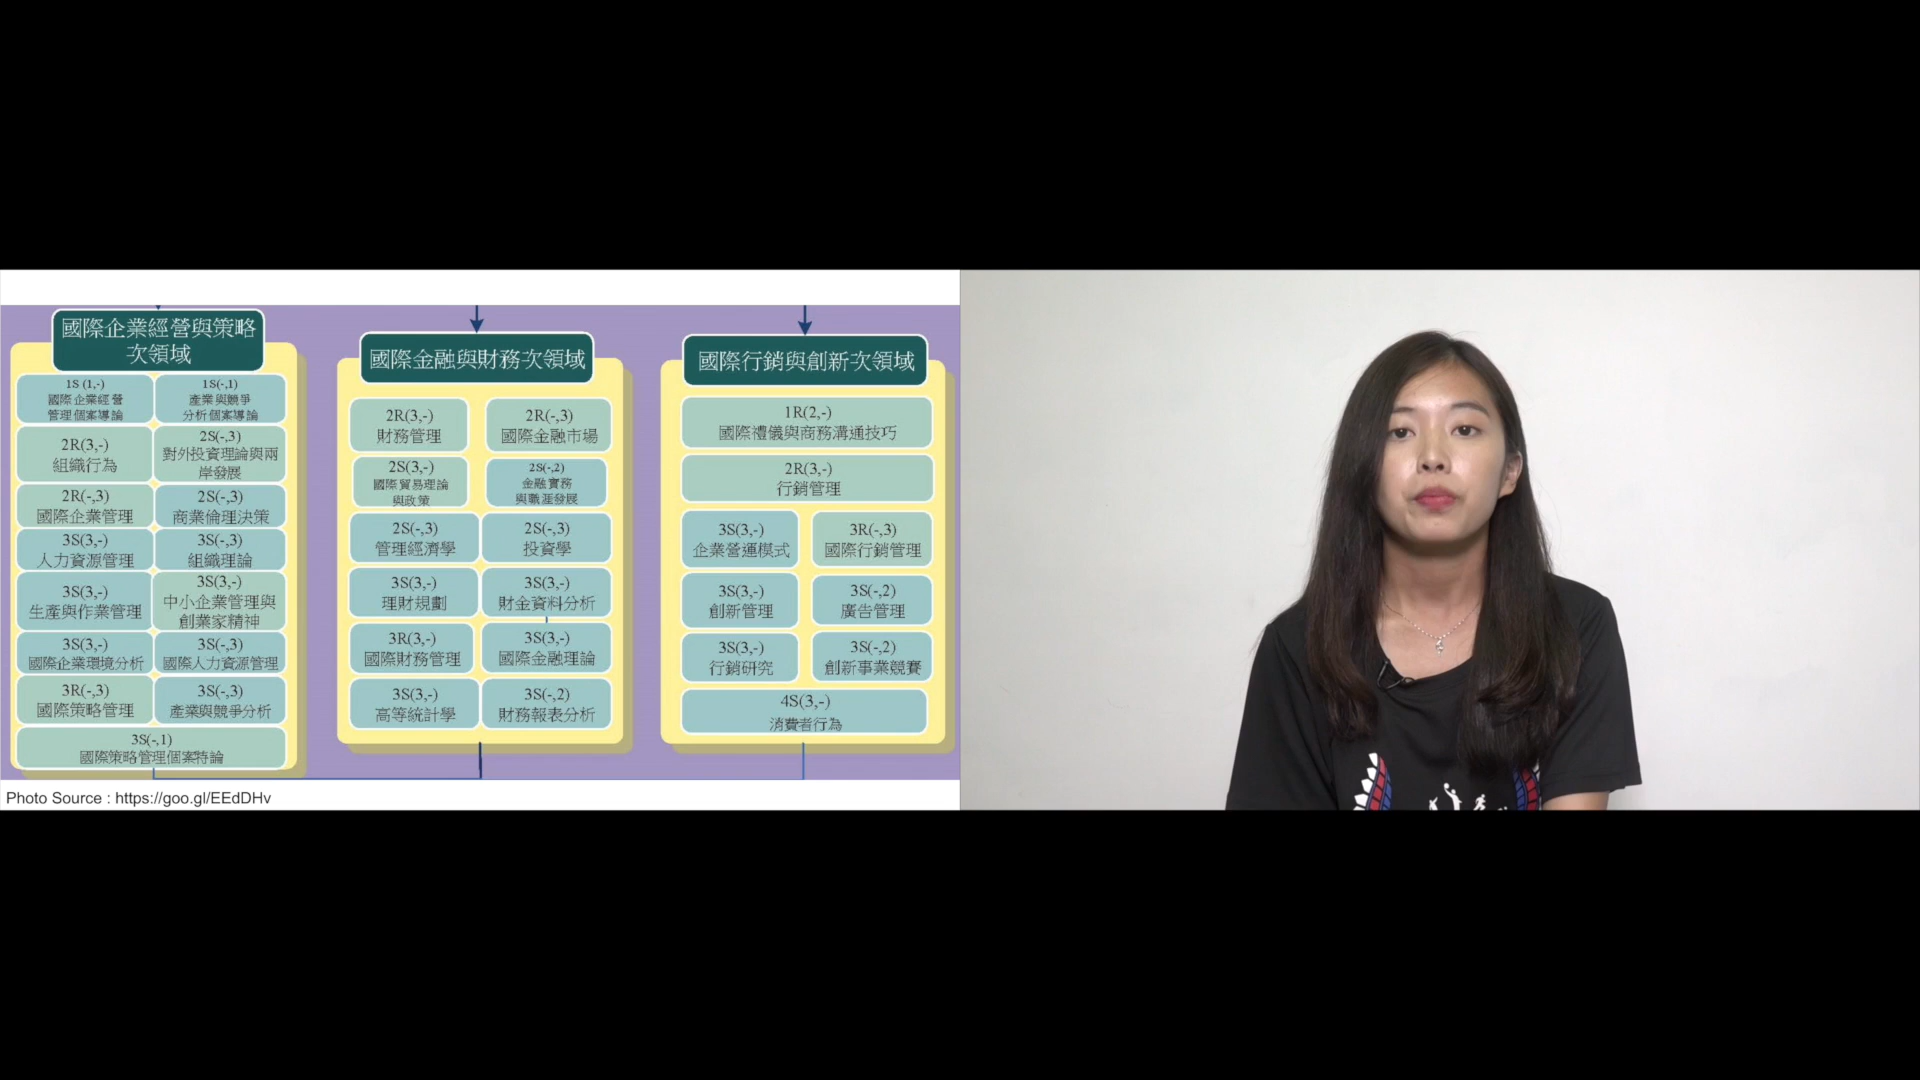 國際企業經營與策略
次領域
1S (1,-)
國際企業經營
管理個案導論
1S(-,1)
產業與競爭
分析個案導論
2R(3,-)
組織行為
2S(-,3)
對外投資理論與兩
岸發展
2R(-,3)
國際企業管理
2S(-,3)
商業倫理決策
3S(3,-)
人力資源管理
3S(-,3)
組織理論
3S(3,-)
生產與作業管理
3S(3,-)
中小企業管理與
創業家精神
3S(3,-)
國際企業環境分析
3S(-,3)
國際人力資源管理
3R(-,3)
國際策略管理
3S(-,3)
產業與競爭分析
3S(-,1)
國際策略管理個案特論
國際金融與財務次領域
2R(3,-)
財務管理
2R(-,3)
國際金融市場
2S(3,-)
國際貿易理論
與政策
2S(-,2)
金融實務
與職涯發展
2S(-,3)
管理經濟學
2S(-,3)
投資學
3S(3,-)
理財規劃
3S(3,-)
財金資料分析
3R(3,-)
國際財務管理
3S(3,-)
國際金融理論
3S(3,-)
高等統計學
3S(-,2)
財務報表分析
國際行銷與創新次領域
1R(2,-)
國際禮儀與商務溝通技巧
2R(3,-)
行銷管理
3S(3,-)
企業營運模式
3R(-,3)
國際行銷管理
3S(3,-)
創新管理
3S(-,2)
廣告管理
3S(3,-)
行銷研究
3S(-,2)
創新事業競賽
4S(3,-)
消費者行為
Photo Source : https://goo.gl/EEdDHv